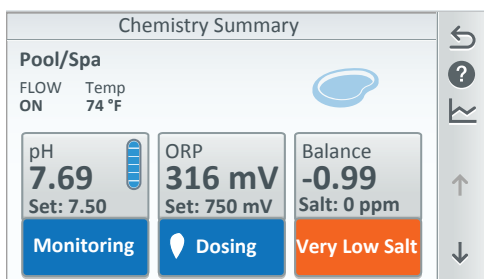 Chemistry Summary
Pool/Spa
FLOW Temp
ON 74 °F
pH
7.69
Set: 7.50
Monitoring
ORP
316 mV
Set: 750 mV
Dosing
Balance
-0.99
Salt: 0 ppm
Very Low Salt
?